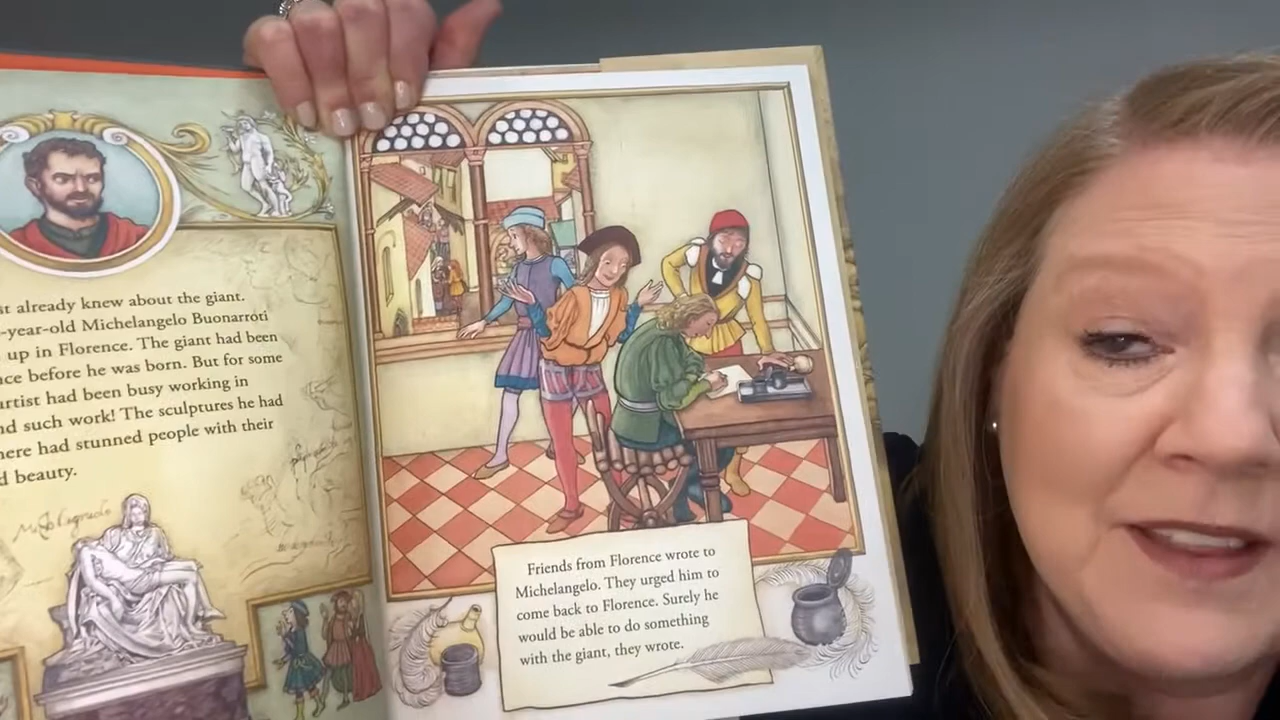 st already knew about the giant.
-year-old Michelangelo Buonarroti
up in Florence. The giant had been
nce before he was born. But for some
artist had been busy working in
nd such work! The sculptures he had
here had stunned people with their
d beauty.
Friends from Florence wrote to
Michelangelo. They urged him to
come back to Florence. Surely he
would be able to do something
with the giant, they wrote.